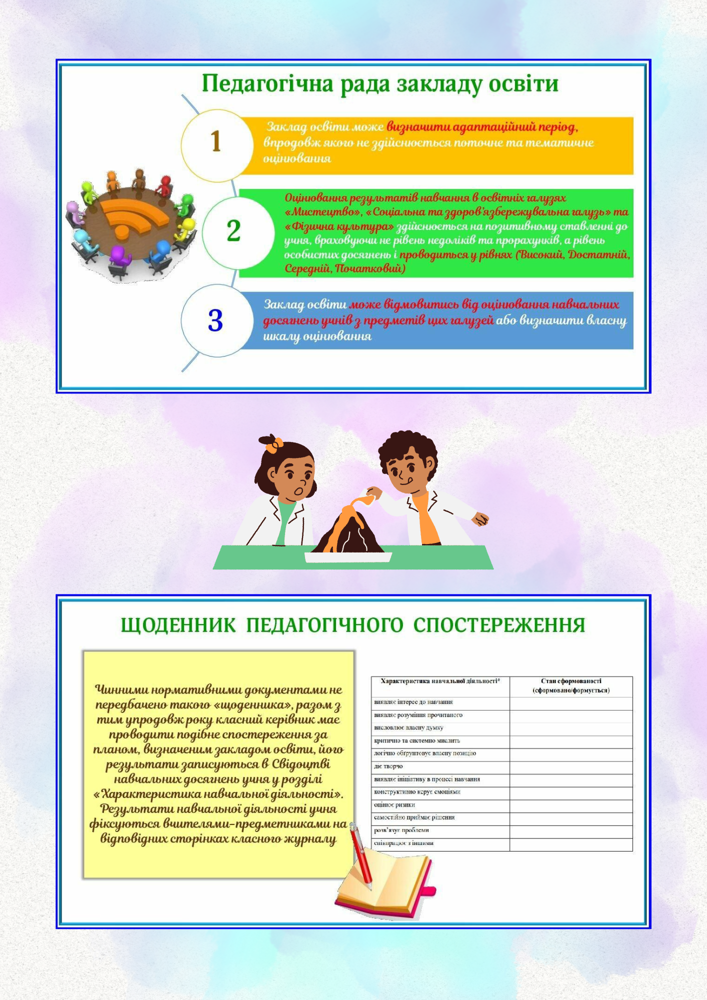 Педагогічна рада закладу освіти
1
Заклад освіти може визначити адаптаційний період,
впродовж якого не здійснюється поточне та тематичне
оцінювання
2
Оцінювання результатів навчання в освітніх галузях
«Мистецтво», «Соціальна та здоров'язбережувальна галузь» та
«Фізична культура» здійснюється на позитивному ставленні до
учня, враховуючи не рівень недоліків та прорахунків, а рівень
особистих досягнень і проводиться у рівнях (Високий, Достатній,
Середній, Початковий)
3
Заклад освіти може відмовитись від оцінювання навчальних
досягнень учнів з предметів цих галузей або визначити власну
шкалу оцінювання
ЩОДЕННИК ПЕДАГОГІЧНОГО СПОСТЕРЕЖЕННЯ
Чинними нормативними документами не
передбачено такого «щоденника», разом з
тим упродовж року класний керівник має
проводити подібне спостереження за
планом, визначеним закладом освіти, його
результати записуються в Свідоцтві
навчальних досягнень учня у розділі
«Характеристика навчальної діяльності».
Результати навчальної діяльності учня
фіксуються вчителями-предметниками на
відповідних сторінках класного журналу
Характеристика навчальної діяльності* Стан сформованості
(сформовано/формується)
виявляє інтерес до навчання
виявляє розуміння прочитаного
висловлює власну думку
критично та системно мислить
логічно обґрунтовує власну позицію
діє творчо
виявляє ініціативу в процесі навчання
конструктивно керує емоціями
оцінює ризики
самостійно приймає рішення
розв'язує проблеми
співпрацює з іншими